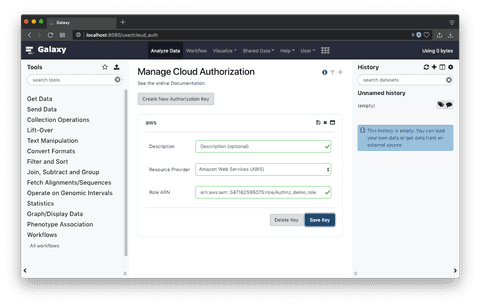 Galaxy
localhost:8080/user/cloud_auth
Galaxy
Analyze Data Workflow Visualize Shared Data Help User Using 0 bytes
Tools
search tools
Get Data
Send Data
Collection Operations
Lift-Over
Text Manipulation
Convert Formats
Filter and Sort
Join, Subtract and Group
Fetch Alignments/Sequences
Operate on Genomic Intervals
Statistics
Graph/Display Data
Phenotype Association
Workflows
All workflows
Manage Cloud Authorization
See the online Documentation.
Create New Authorization Key
aws
Description Description (optional)
Resource Provider Amazon Web Services (AWS)
Role ARN arn:aws:iam::347162595075:role/Authnz_demo_role
Delete Key Save Key
History
search datasets
Unnamed history
(empty)
This history is empty. You can load
your own data or get data from an
external source.